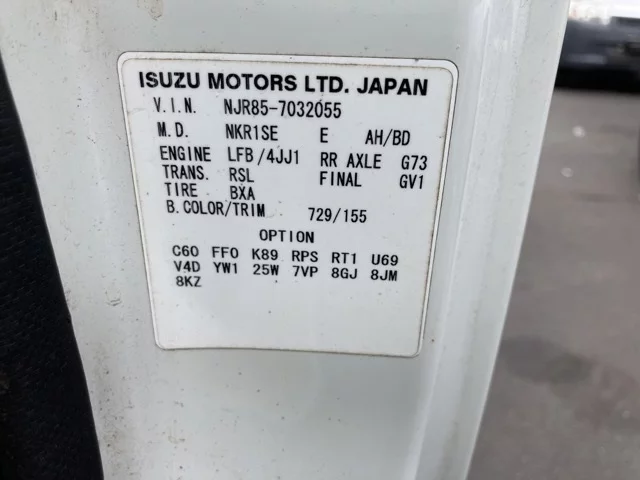 ISUZU MOTORS LTD. JAPAN
V.I.N. NJR85-7032055
M.D. NKR1SE E AH/BD
ENGINE LFB/4JJ1 RR AXLE G73
TRANS. RSL FINAL GV1
TIRE BXA
B.COLOR/TRIM 729/155
OPTION
C60 FF0 K89 RPS RT1 U69
V4D YW1 25W 7VP 8GJ 8JM
8KZ